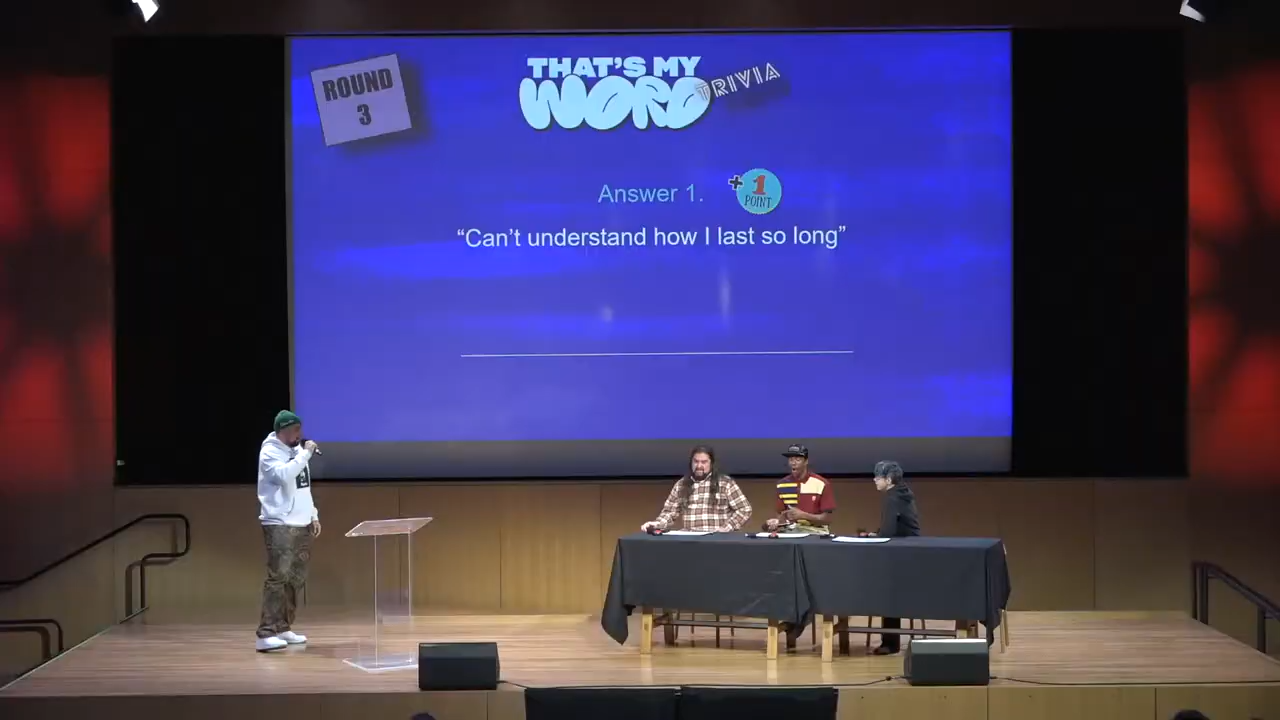 ROUND
3
THAT'S MY
WORD
TRIVIA
Answer 1.
+1
POINT
“Can’t understand how I last so long”